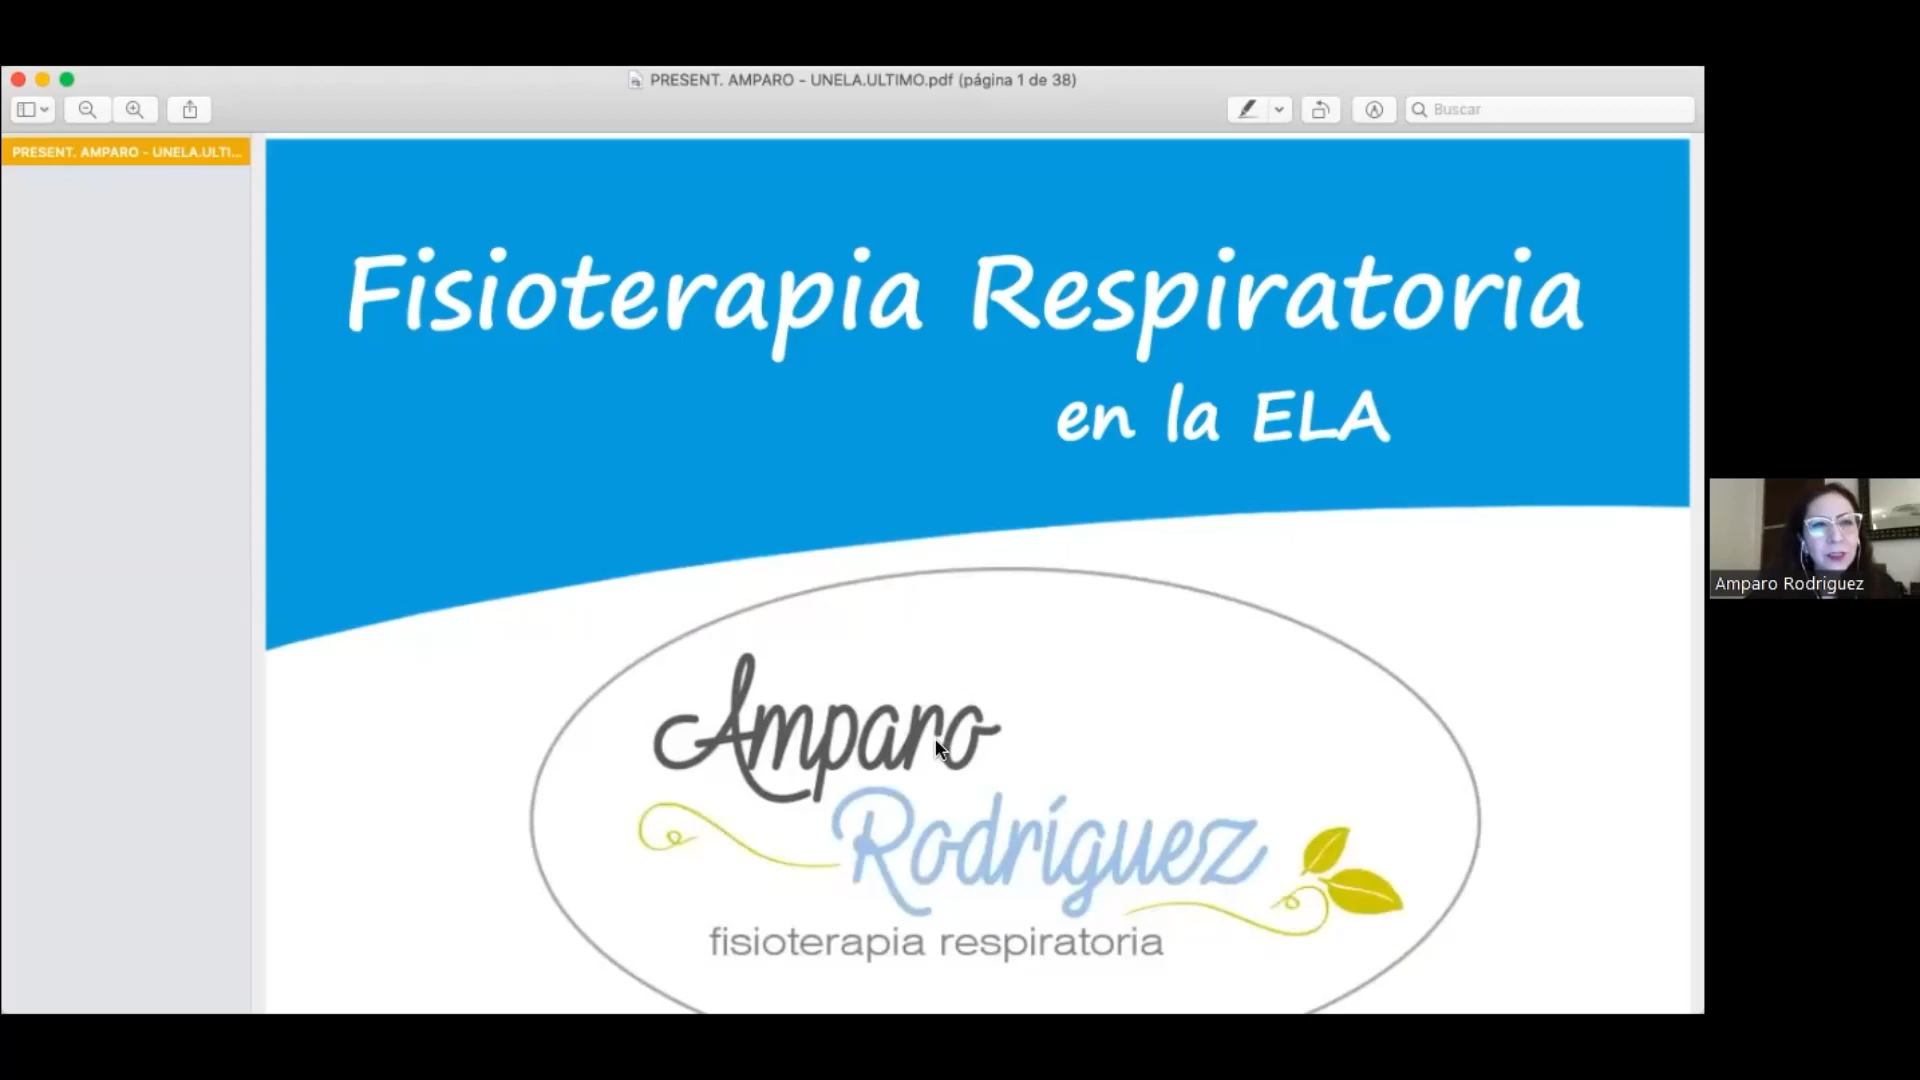 PRESENT. AMPARO - UNELA.ULTIMO.pdf (página 1 de 38)
Buscar
PRESENT. AMPARO - UNELA.ULTI...
Fisioterapia Respiratoria
en la ELA
Amparo
Rodríguez
fisioterapia respiratoria
Amparo Rodriguez